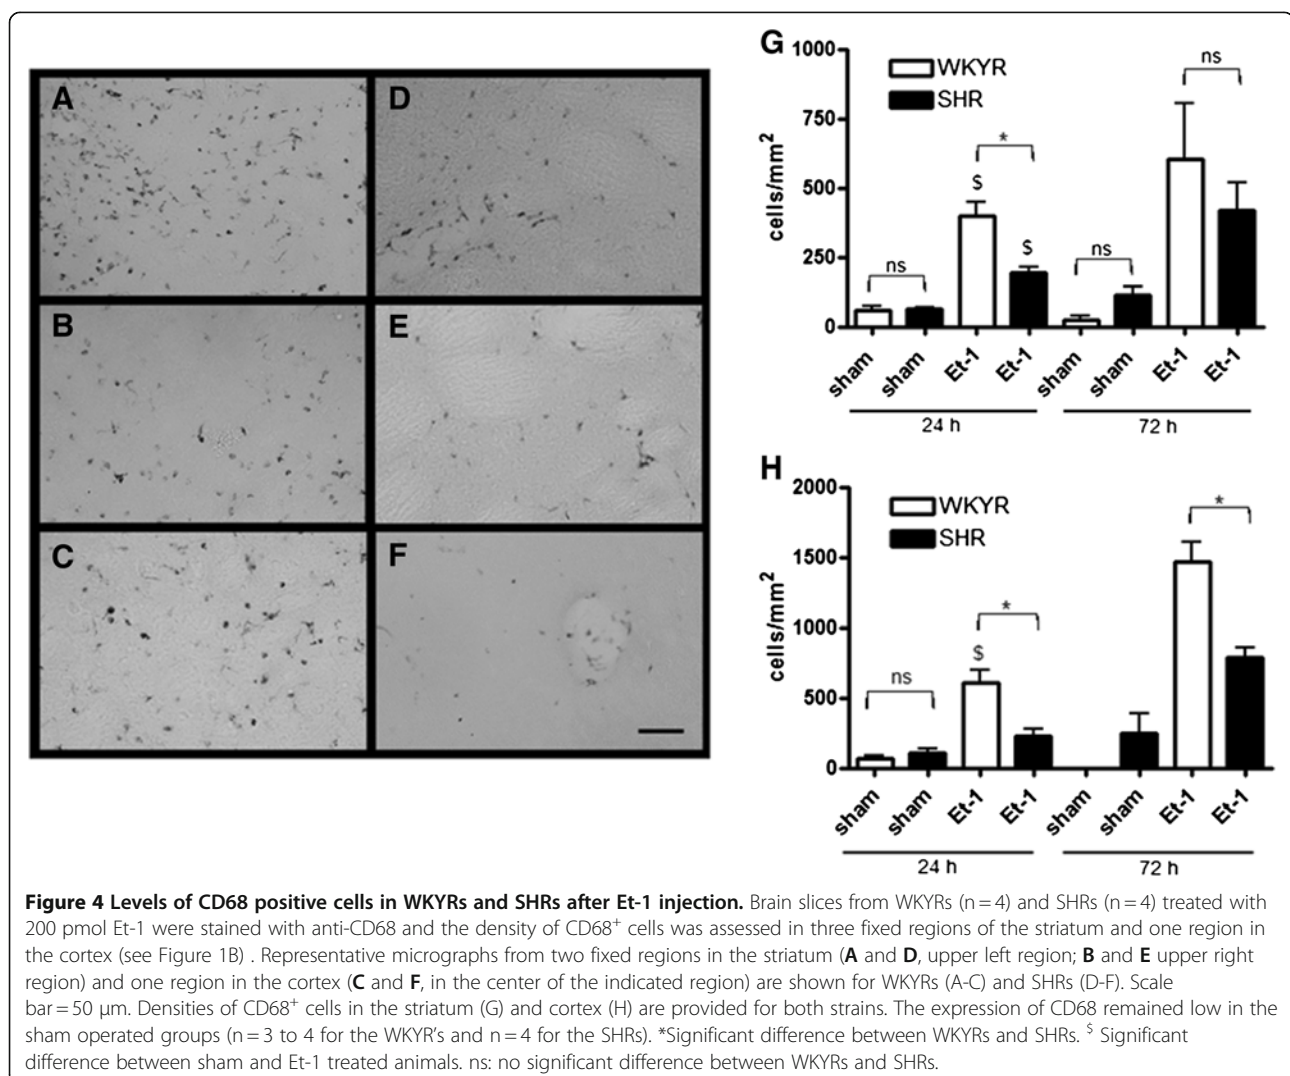 A
D
B
E
C
F
G
1000
750
500
250
0
cells/mm²
WKYR
SHR
ns
*
$
$
ns
ns
sham
sham
Et-1
Et-1
sham
sham
Et-1
Et-1
24 h
72 h
H
2000
1500
1000
500
0
cells/mm²
WKYR
SHR
ns
*
$
*
sham
sham
Et-1
Et-1
sham
sham
Et-1
Et-1
24 h
72 h
Figure 4 Levels of CD68 positive cells in WKYRs and SHRs after Et-1 injection. Brain slices from WKYRs (n = 4) and SHRs (n = 4) treated with
200 pmol Et-1 were stained with anti-CD68 and the density of CD68⁺ cells was assessed in three fixed regions of the striatum and one region in
the cortex (see Figure 1B) . Representative micrographs from two fixed regions in the striatum (A and D, upper left region; B and E upper right
region) and one region in the cortex (C and F, in the center of the indicated region) are shown for WKYRs (A-C) and SHRs (D-F). Scale
bar = 50 μm. Densities of CD68⁺ cells in the striatum (G) and cortex (H) are provided for both strains. The expression of CD68 remained low in the
sham operated groups (n = 3 to 4 for the WKYR's and n = 4 for the SHRs). *Significant difference between WKYRs and SHRs. $ Significant
difference between sham and Et-1 treated animals. ns: no significant difference between WKYRs and SHRs.